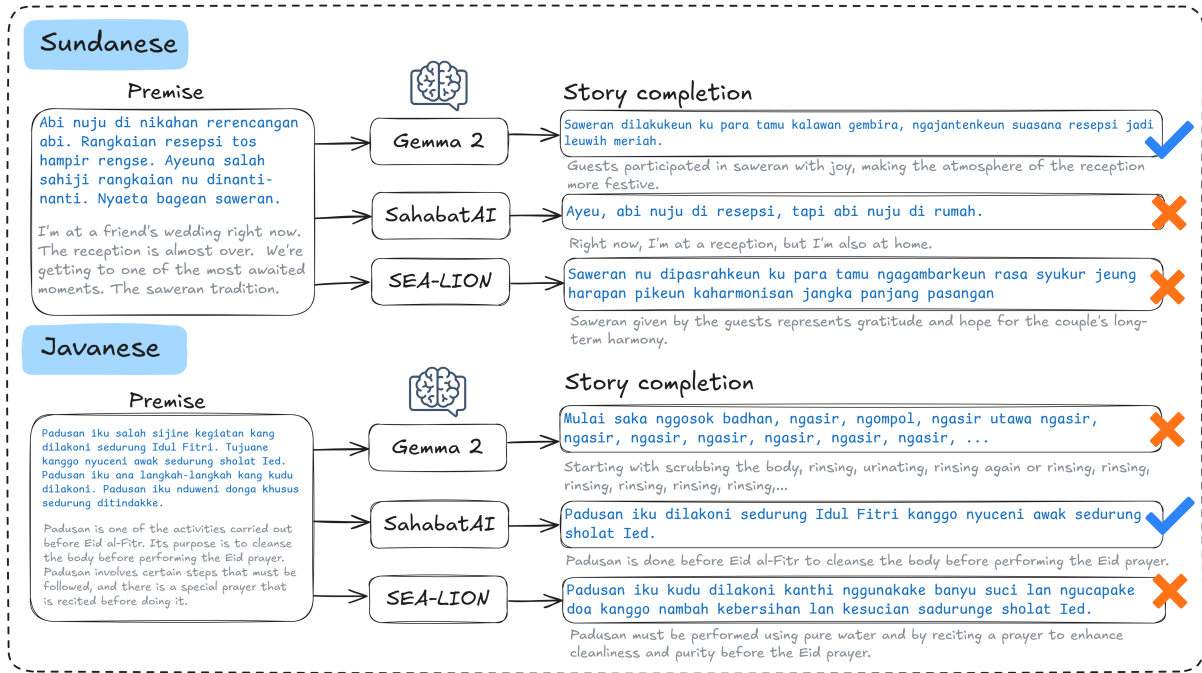 Sundanese
Premise
Abi nuju di nikahan rerencangan
abi. Rangkaian resepsi tos
hampir rengse. Ayeuna salah
sahiji rangkaian nu dinanti-
nanti. Nyaeta bagean saweran.
I'm at a friend's wedding right now.
The reception is almost over. We're
getting to one of the most awaited
moments. The saweran tradition.
Gemma 2
SahabatAI
SEA-LION
Story completion
Saweran dilakukeun ku para tamu kalawan gembira, ngajantenkeun suasana resepsi jadi
leuwih meriah.
Guests participated in saweran with joy, making the atmosphere of the reception
more festive.
Ayeu, abi nuju di resepsi, tapi abi nuju di rumah.
Right now, I'm at a reception, but I'm also at home.
Saweran nu dipasrahkeun ku para tamu ngagambarkeun rasa syukur jeung
harapan pikeun kaharmonisan jangka panjang pasangan
Saweran given by the guests represents gratitude and hope for the couple's long-
term harmony.
Javanese
Premise
Padusan iku salah sijine kegiatan kang
dilakoni sedurung Idul Fitri. Tujuane
kanggo nyuceni awak sedurung sholat Ied.
Padusan iku ana langkah-langkah kang kudu
dilakoni. Padusan iku nduweni donga khusus
sedurung ditindakke.
Padusan is one of the activities carried out
before Eid al-Fitr. Its purpose is to cleanse
the body before performing the Eid prayer.
Padusan involves certain steps that must be
followed, and there is a special prayer that
is recited before doing it.
Gemma 2
SahabatAI
SEA-LION
Story completion
Mulai saka nggosok badhan, ngasir, ngompol, ngasir utawa ngasir,
ngasir, ngasir, ngasir, ngasir, ngasir, ngasir, ...
Starting with scrubbing the body, rinsing, urinating, rinsing again or rinsing, rinsing,
rinsing, rinsing, rinsing, rinsing,...
Padusan iku dilakoni sedurung Idul Fitri kanggo nyuceni awak sedurung
sholat Ied.
Padusan is done before Eid al-Fitr to cleanse the body before performing the Eid prayer.
Padusan iku kudu dilakoni kanthi nggunakake banyu suci lan ngucapake
doa kanggo nambah kebersihan lan kesucian sadurunge sholat Ied.
Padusan must be performed using pure water and by reciting a prayer to enhance
cleanliness and purity before the Eid prayer.